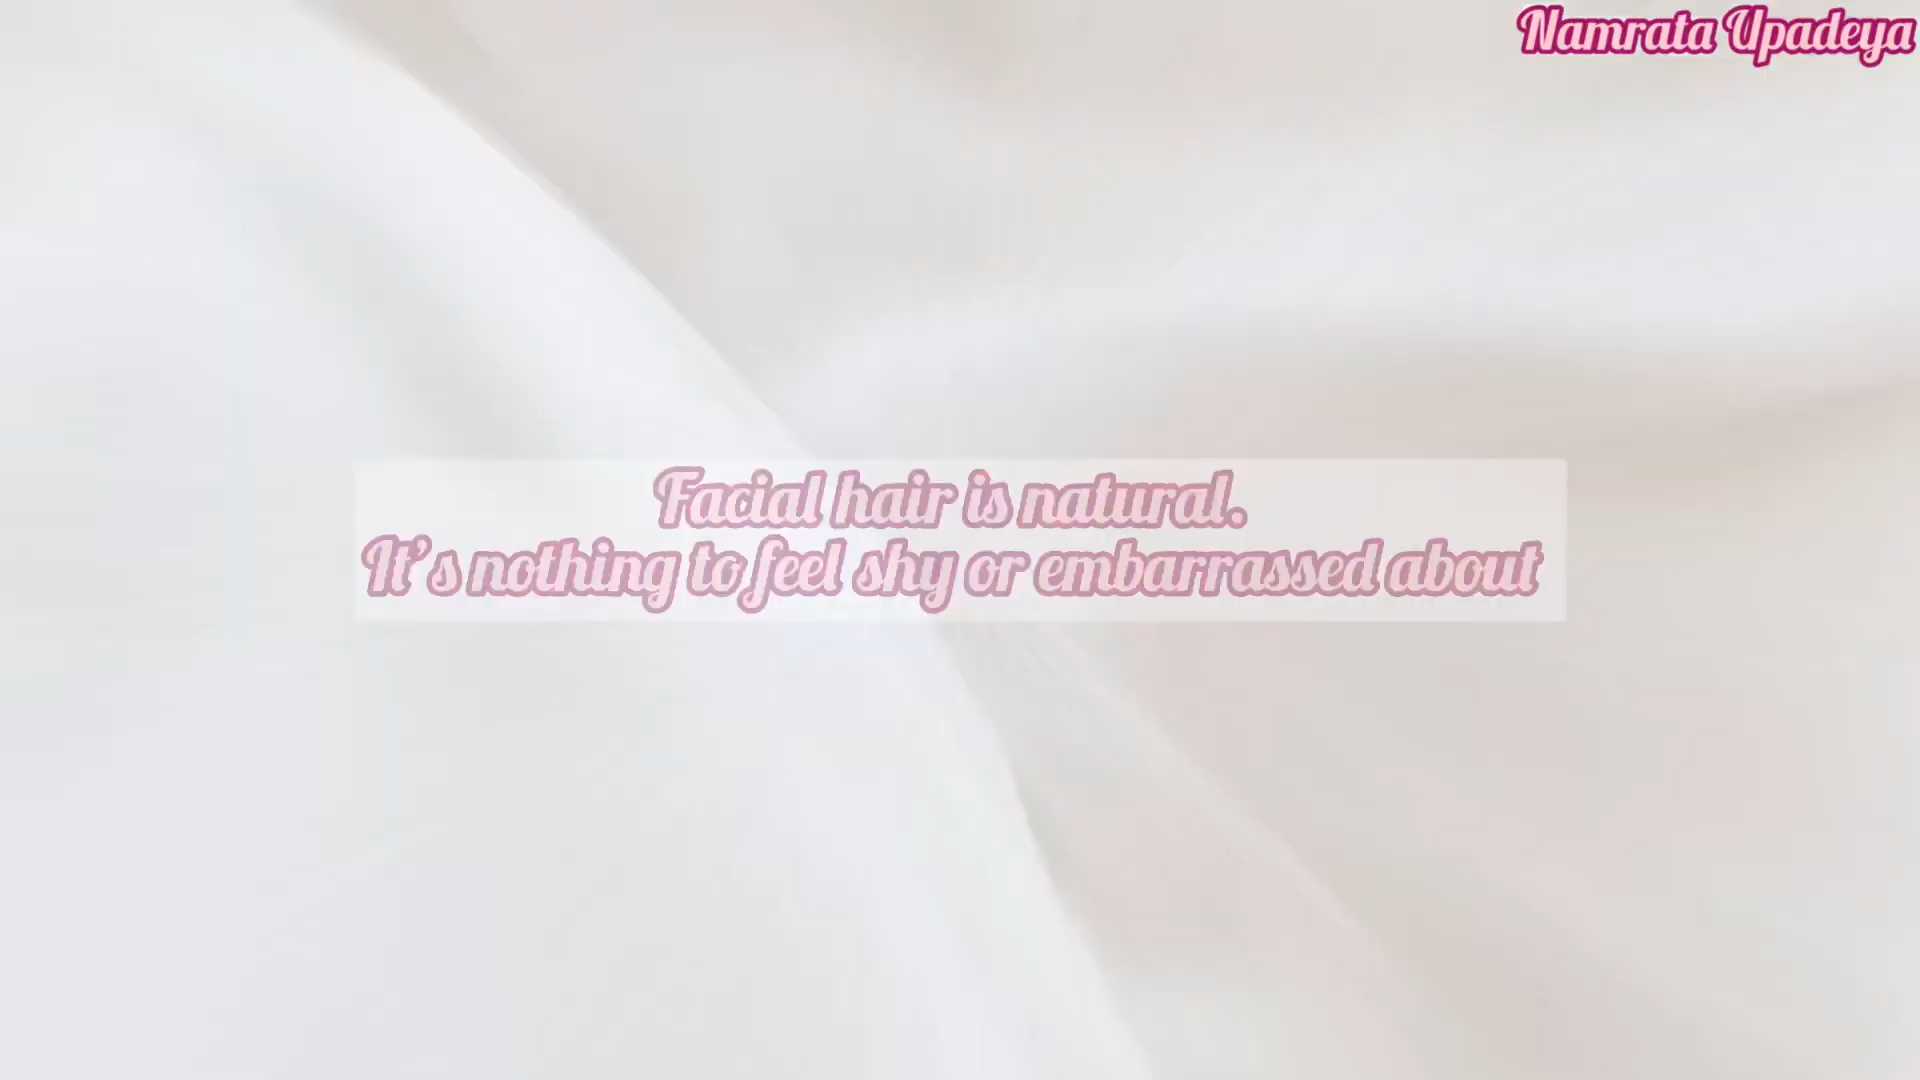 Namrata Upadeya
Facial hair is natural.
It's nothing to feel shy or embarrassed about